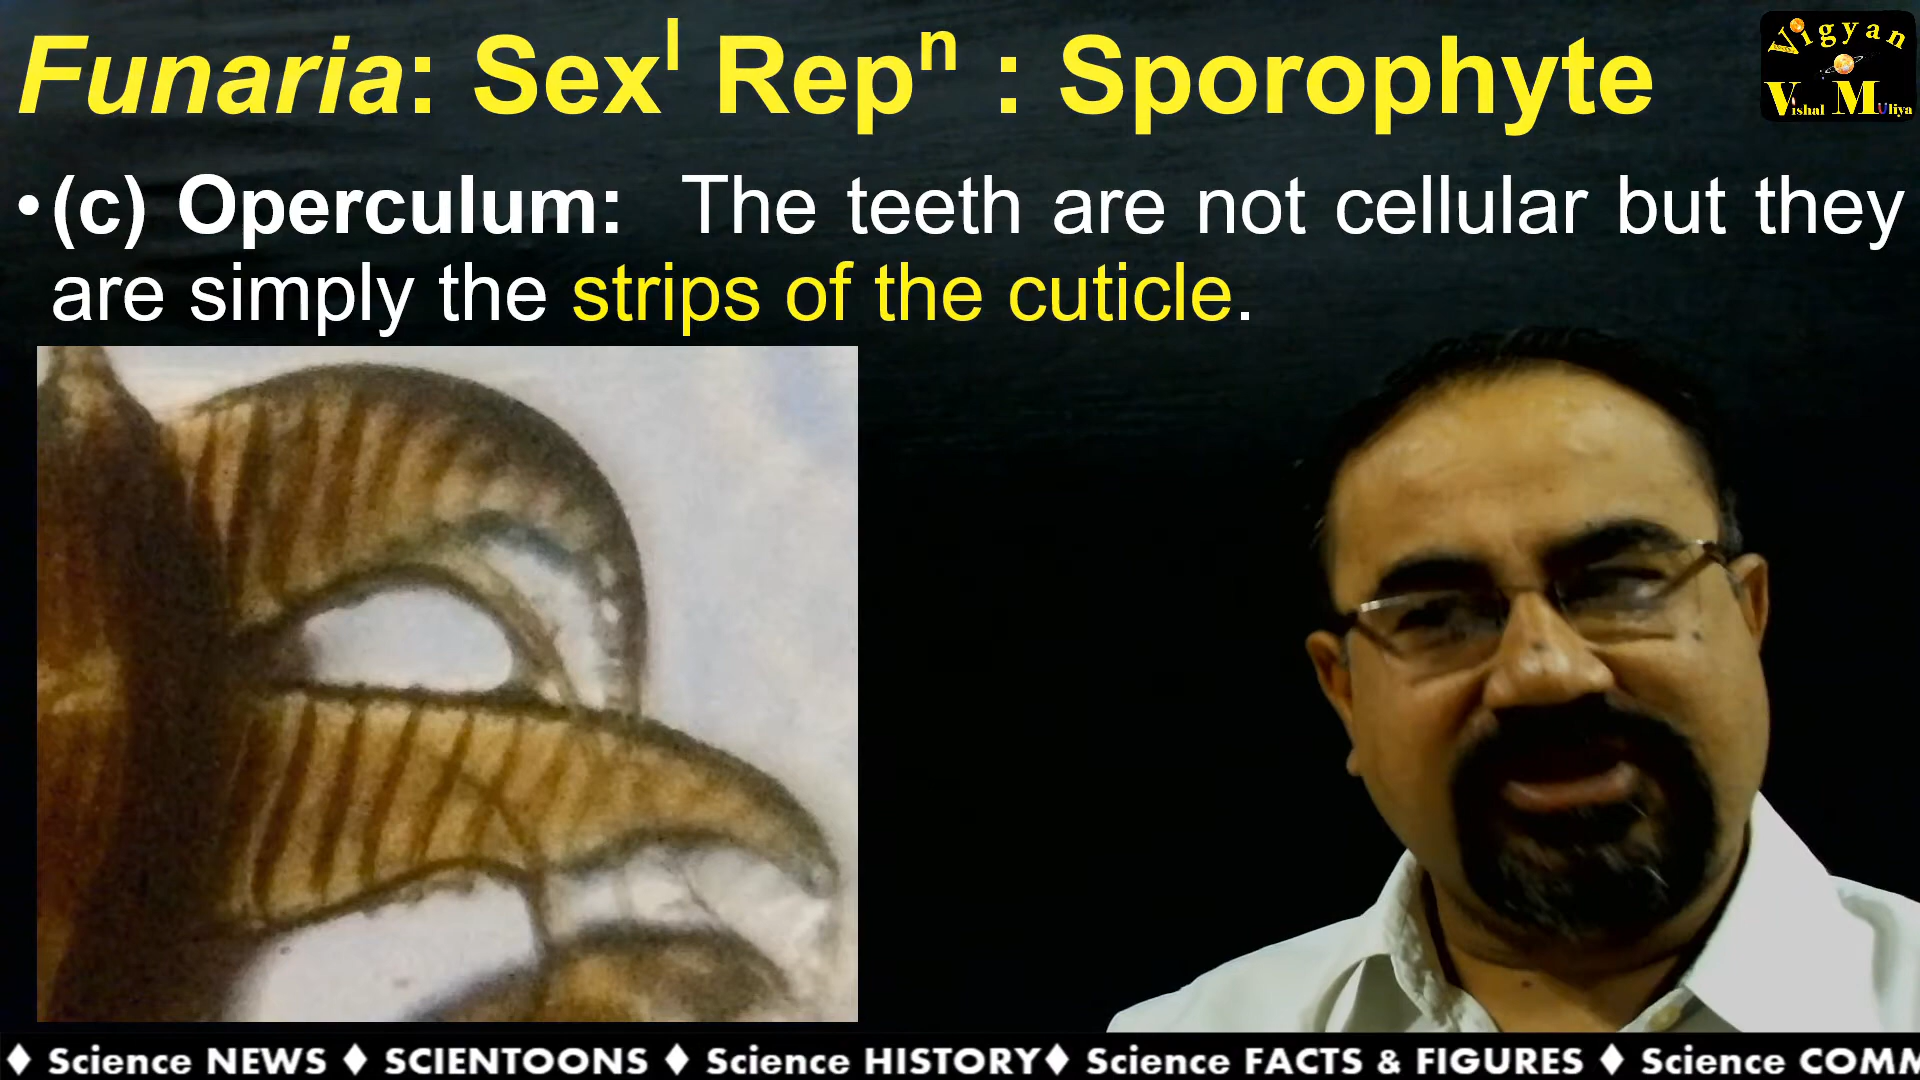 Funaria: Sexˡ Repⁿ : Sporophyte
Vigyan
Vishal Muliya
•(c) Operculum: The teeth are not cellular but they
are simply the strips of the cuticle.
♦ Science NEWS ♦ SCIENTOONS ♦ Science HISTORY♦ Science FACTS & FIGURES ♦ Science COMM